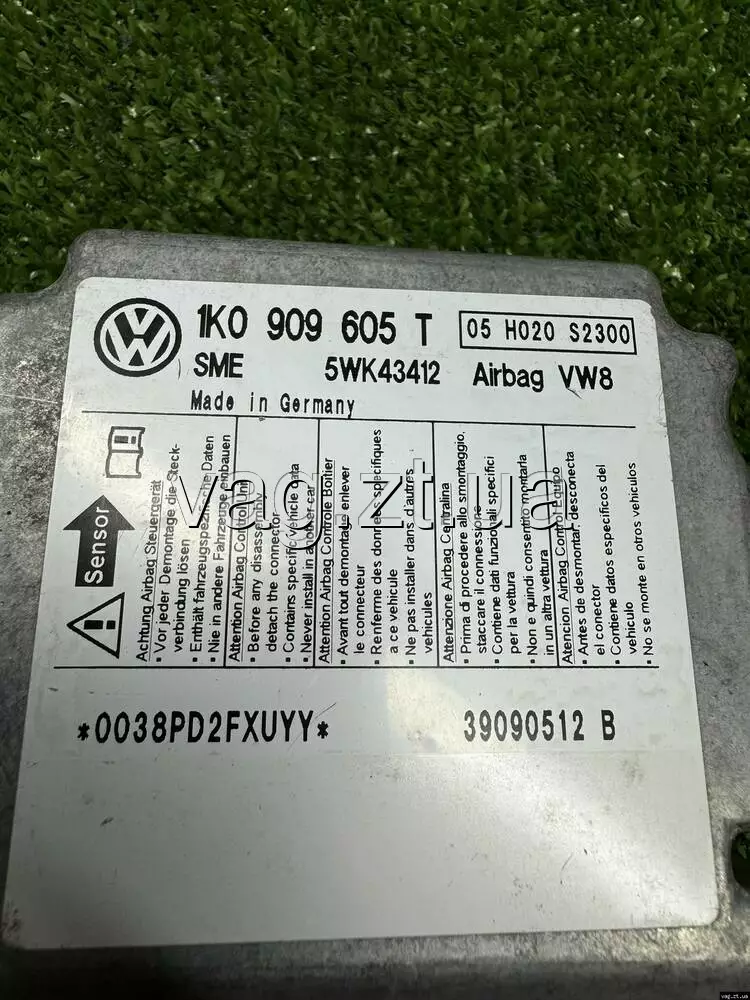 1K0 909 605 T
05 H020 S2300
SME
5WK43412
Airbag VW8
Made in Germany
Sensor
Achtung Airbag Steuergerät
• Vor jeder Demontage die Steck-
verbindung lösen
• Enthält fahrzeugspezifische Daten
• Nie in andere Fahrzeuge einbauen
Attention Airbag Control Unit
• Before any disassembly
detach the connector
• Contains specific vehicle data
• Never install in another car
Attention Airbag Controle Boitier
• Avant tout demontage enlever
le connecteur
• Renferme des donnés specifiques
a ce vehicule
• Ne pas installer dans d'autres
vehicules
Attenzione Airbag Centralina
• Prima di procedere allo smontaggio,
staccare il connessione
• Contiene dati funzionali specifici
per la vettura
• Non e quindi consentito montarla
in un altra vettura
Atencion Airbag Control Equipo
• Antes de desmontar, desconecta
el conector
• Contiene datos especificos del
vehiculo
• No se monte en otros vehiculos
vag.zt.ua
*0038PD2FXUYY*
39090512 B
vag.zt.ua